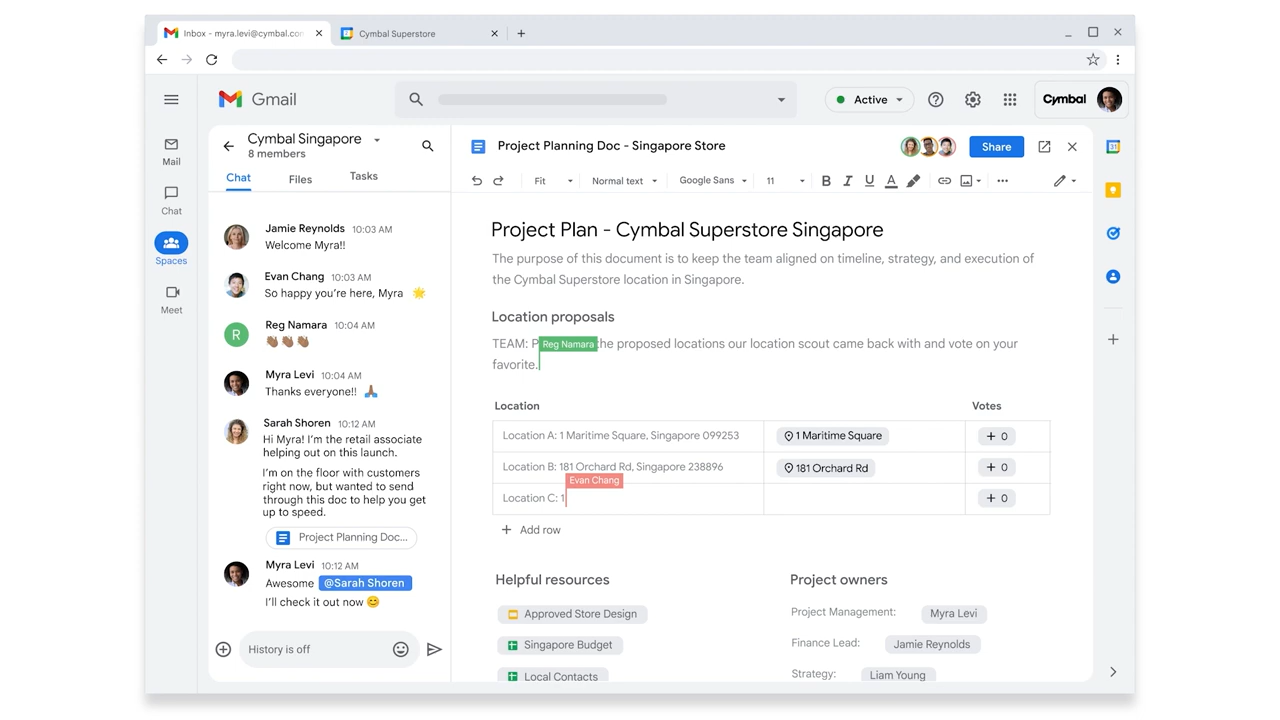 Inbox - myra.levi@cymbal.con
Cymbal Superstore
Gmail
Active
Cymbal
Mail
Chat
Spaces
Meet
Cymbal Singapore
8 members
Chat
Files
Tasks
Jamie Reynolds 10:03 AM
Welcome Myra!!
Evan Chang 10:03 AM
So happy you're here, Myra 🌟
Reg Namara 10:04 AM
R
👏🏽👏🏽👏🏽
Myra Levi 10:04 AM
Thanks everyone!! 🙏🏽
Sarah Shoren 10:12 AM
Hi Myra! I'm the retail associate
helping out on this launch.
I'm on the floor with customers
right now, but wanted to send
through this doc to help you get
up to speed.
Project Planning Doc...
Myra Levi 10:12 AM
Awesome @Sarah Shoren
I'll check it out now 😊
History is off
Project Planning Doc - Singapore Store
Share
Fit
Normal text
Google Sans
11
B I U A
Project Plan - Cymbal Superstore Singapore
The purpose of this document is to keep the team aligned on timeline, strategy, and execution of
the Cymbal Superstore location in Singapore.
Location proposals
TEAM: P Reg Namara the proposed locations our location scout came back with and vote on your
favorite.
Location Votes
Location A: 1 Maritime Square, Singapore 099253 1 Maritime Square + 0
Location B: 181 Orchard Rd, Singapore 238896 181 Orchard Rd + 0
Evan Chang
Location C: 1 + 0
+ Add row
Helpful resources
Approved Store Design
Singapore Budget
Local Contacts
Project owners
Project Management: Myra Levi
Finance Lead: Jamie Reynolds
Strategy: Liam Young
31